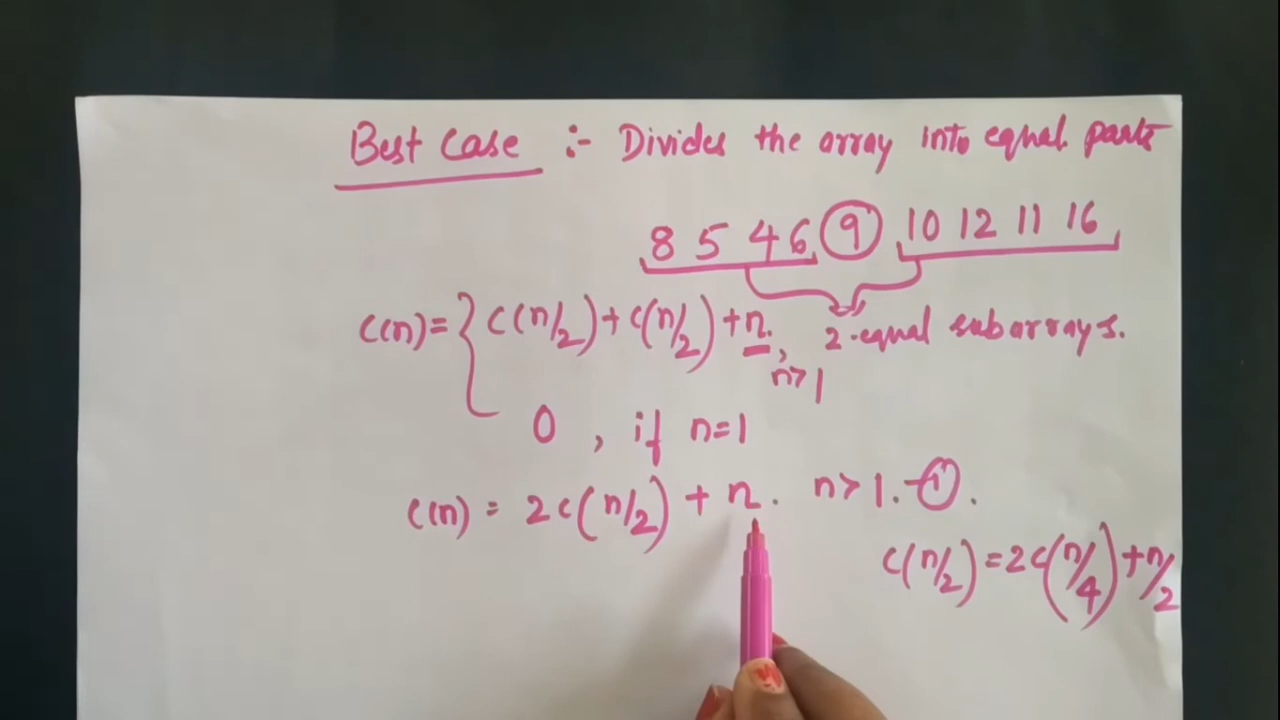 Best Case :- Divides the array into equal parts
8 5 4 6 9 10 12 11 16
C(n) = { C(n/2) + C(n/2) + n, n>1
2-equal subarrays.
0, if n=1
C(n) = 2C(n/2) + n. n>1. -①.
C(n/2) = 2C(n/4) + n/2